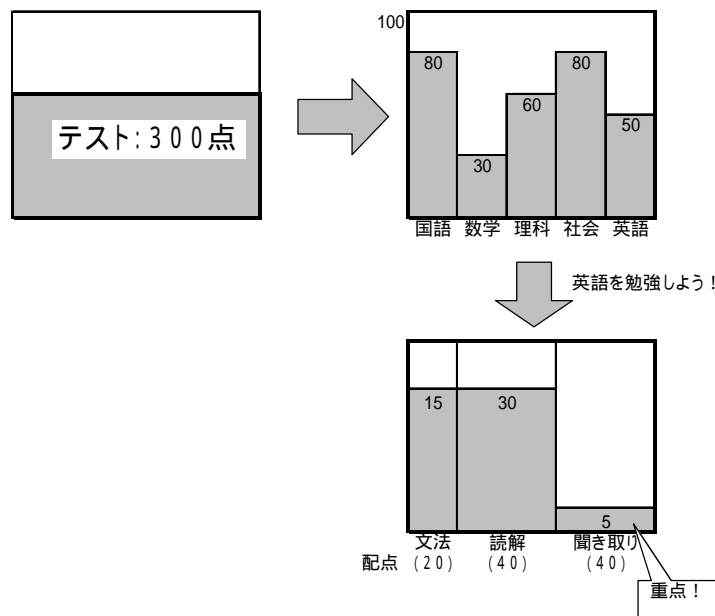 テスト:300点
100
80
30
60
80
50
国語 数学 理科 社会 英語
英語を勉強しよう!
15
30
5
文法 読解 聞き取り
配点 (20) (40) (40)
重点!